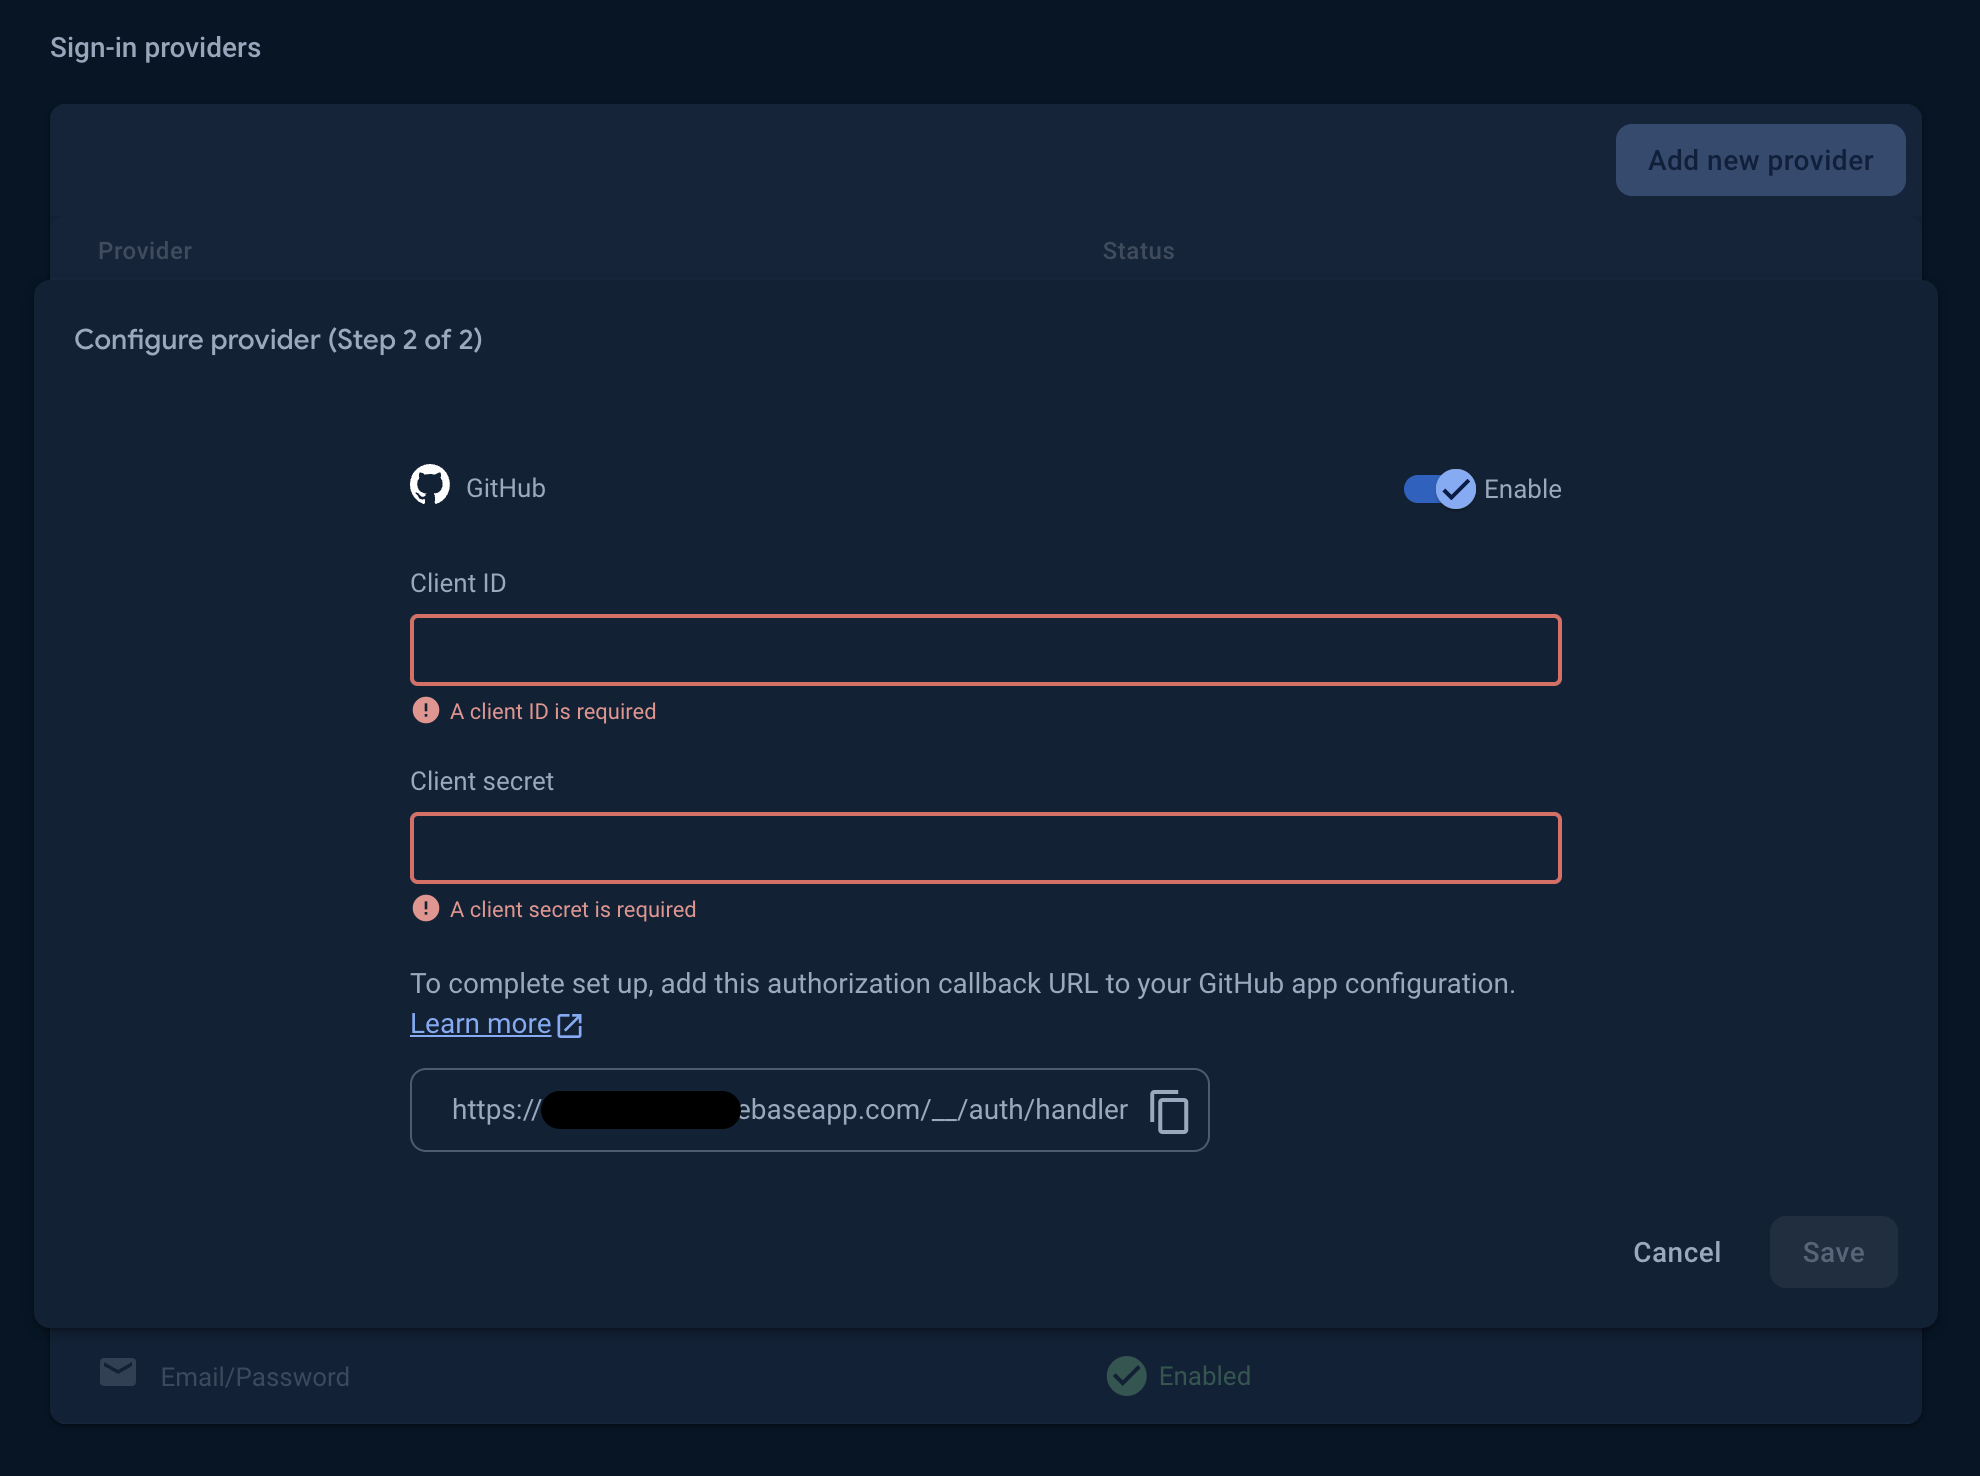 Sign-in providers
Add new provider
Provider Status
Configure provider (Step 2 of 2)
GitHub Enable
Client ID
A client ID is required
Client secret
A client secret is required
To complete set up, add this authorization callback URL to your GitHub app configuration.
Learn more
https:// ebaseapp.com/__/auth/handler
Cancel Save
Email/Password Enabled